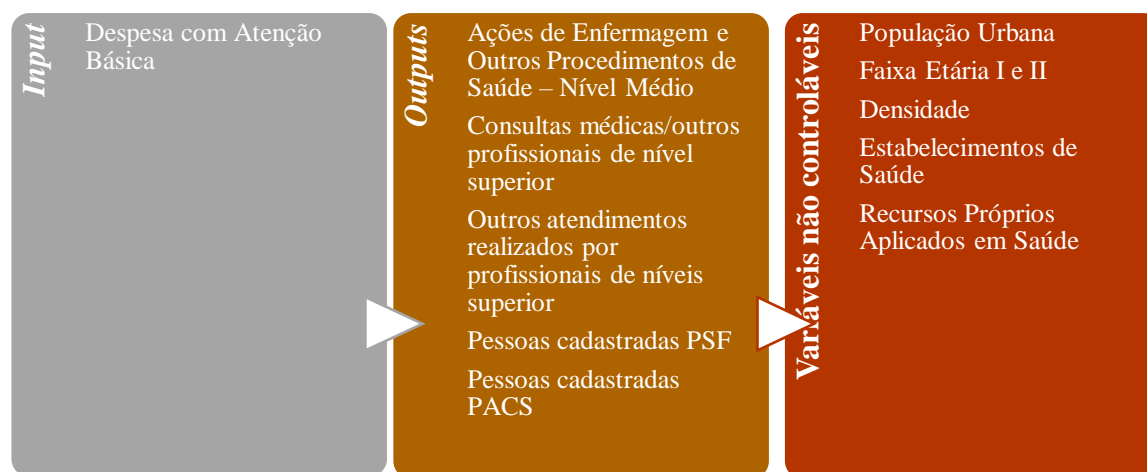 Input
Despesa com Atenção
Básica
Outputs
Ações de Enfermagem e
Outros Procedimentos de
Saúde – Nível Médio
Consultas médicas/outros
profissionais de nível
superior
Outros atendimentos
realizados por
profissionais de níveis
superior
Pessoas cadastradas PSF
Pessoas cadastradas
PACS
Variáveis não controláveis
População Urbana
Faixa Etária I e II
Densidade
Estabelecimentos de
Saúde
Recursos Próprios
Aplicados em Saúde